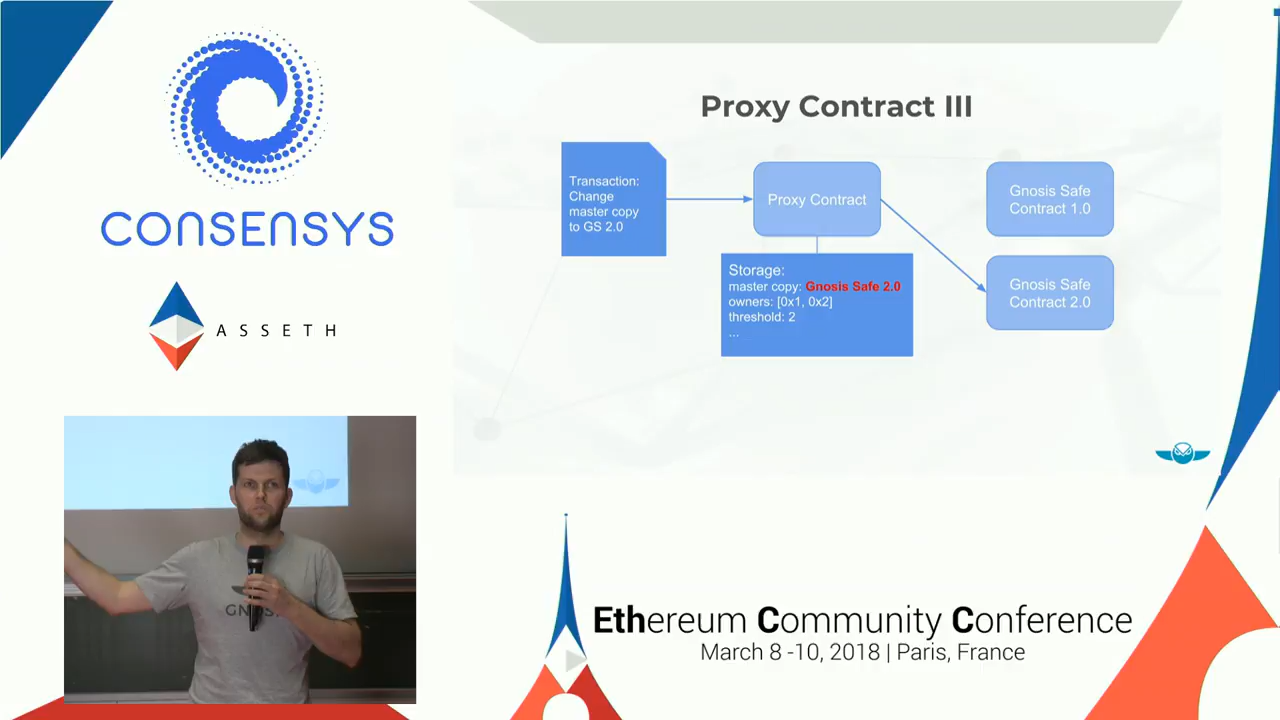 CONSENSYS
ASSETH
Proxy Contract III
Transaction:
Change
master copy
to GS 2.0
Proxy Contract
Gnosis Safe
Contract 1.0
Storage:
master copy: Gnosis Safe 2.0
owners: [0x1, 0x2]
threshold: 2
...
Gnosis Safe
Contract 2.0
Ethereum Community Conference
March 8 -10, 2018 | Paris, France